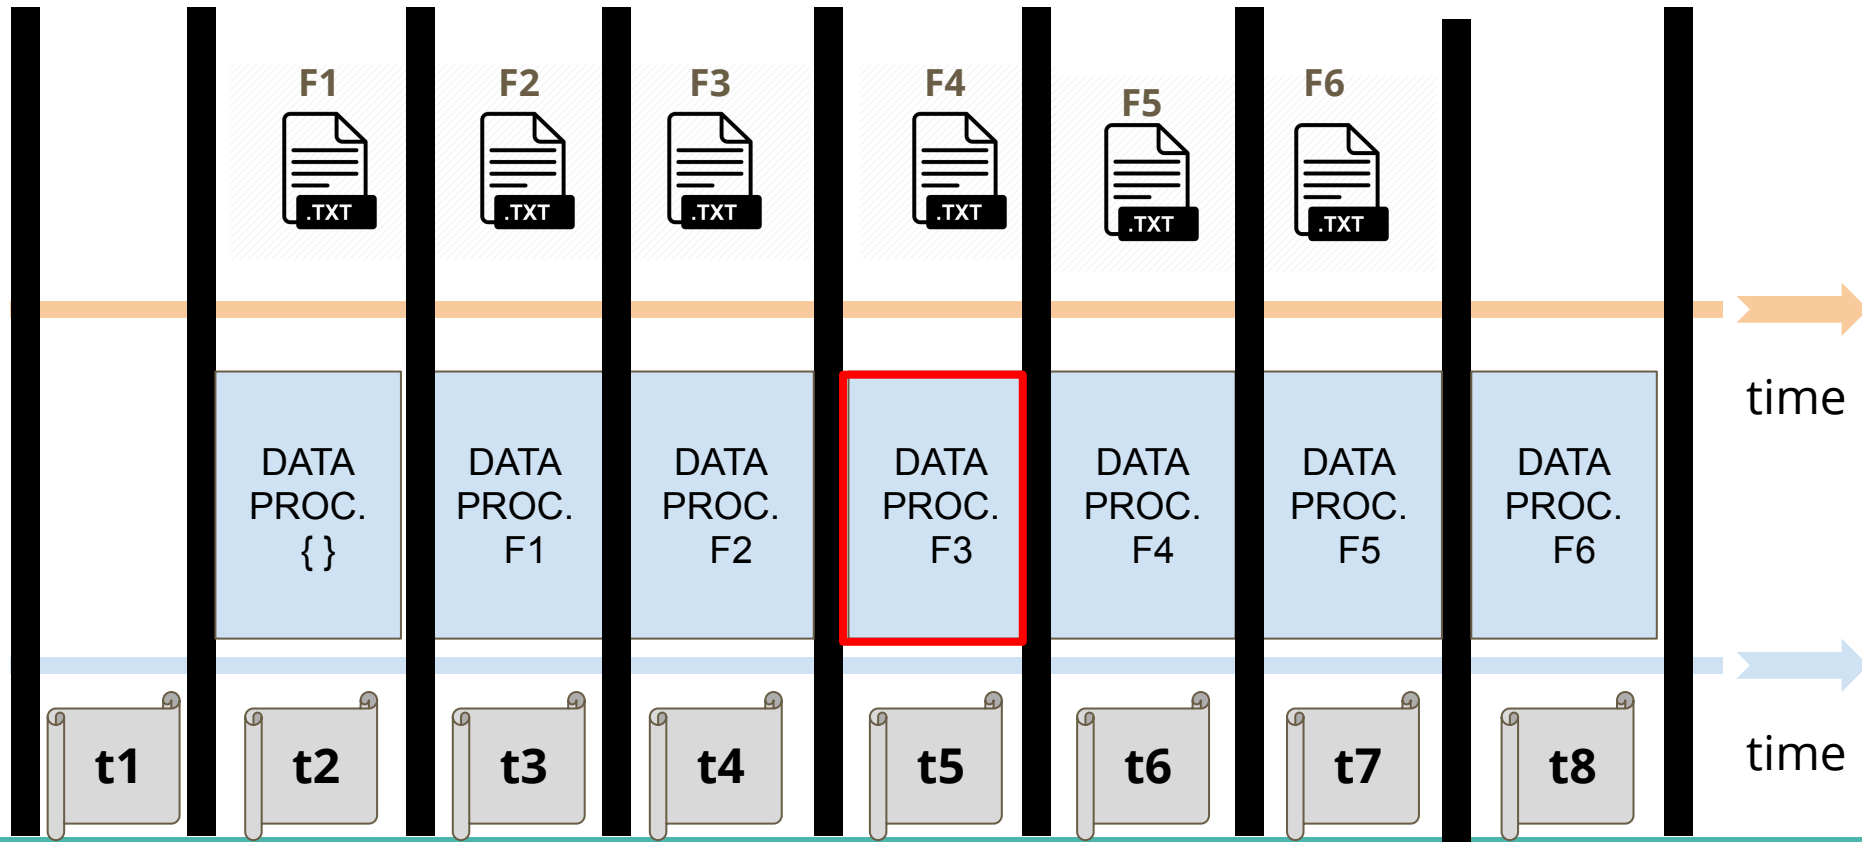 F1
F2
F3
F4
F5
F6
.TXT
.TXT
.TXT
.TXT
.TXT
.TXT
time
DATA
PROC.
{ }
DATA
PROC.
F1
DATA
PROC.
F2
DATA
PROC.
F3
DATA
PROC.
F4
DATA
PROC.
F5
DATA
PROC.
F6
time
t1
t2
t3
t4
t5
t6
t7
t8